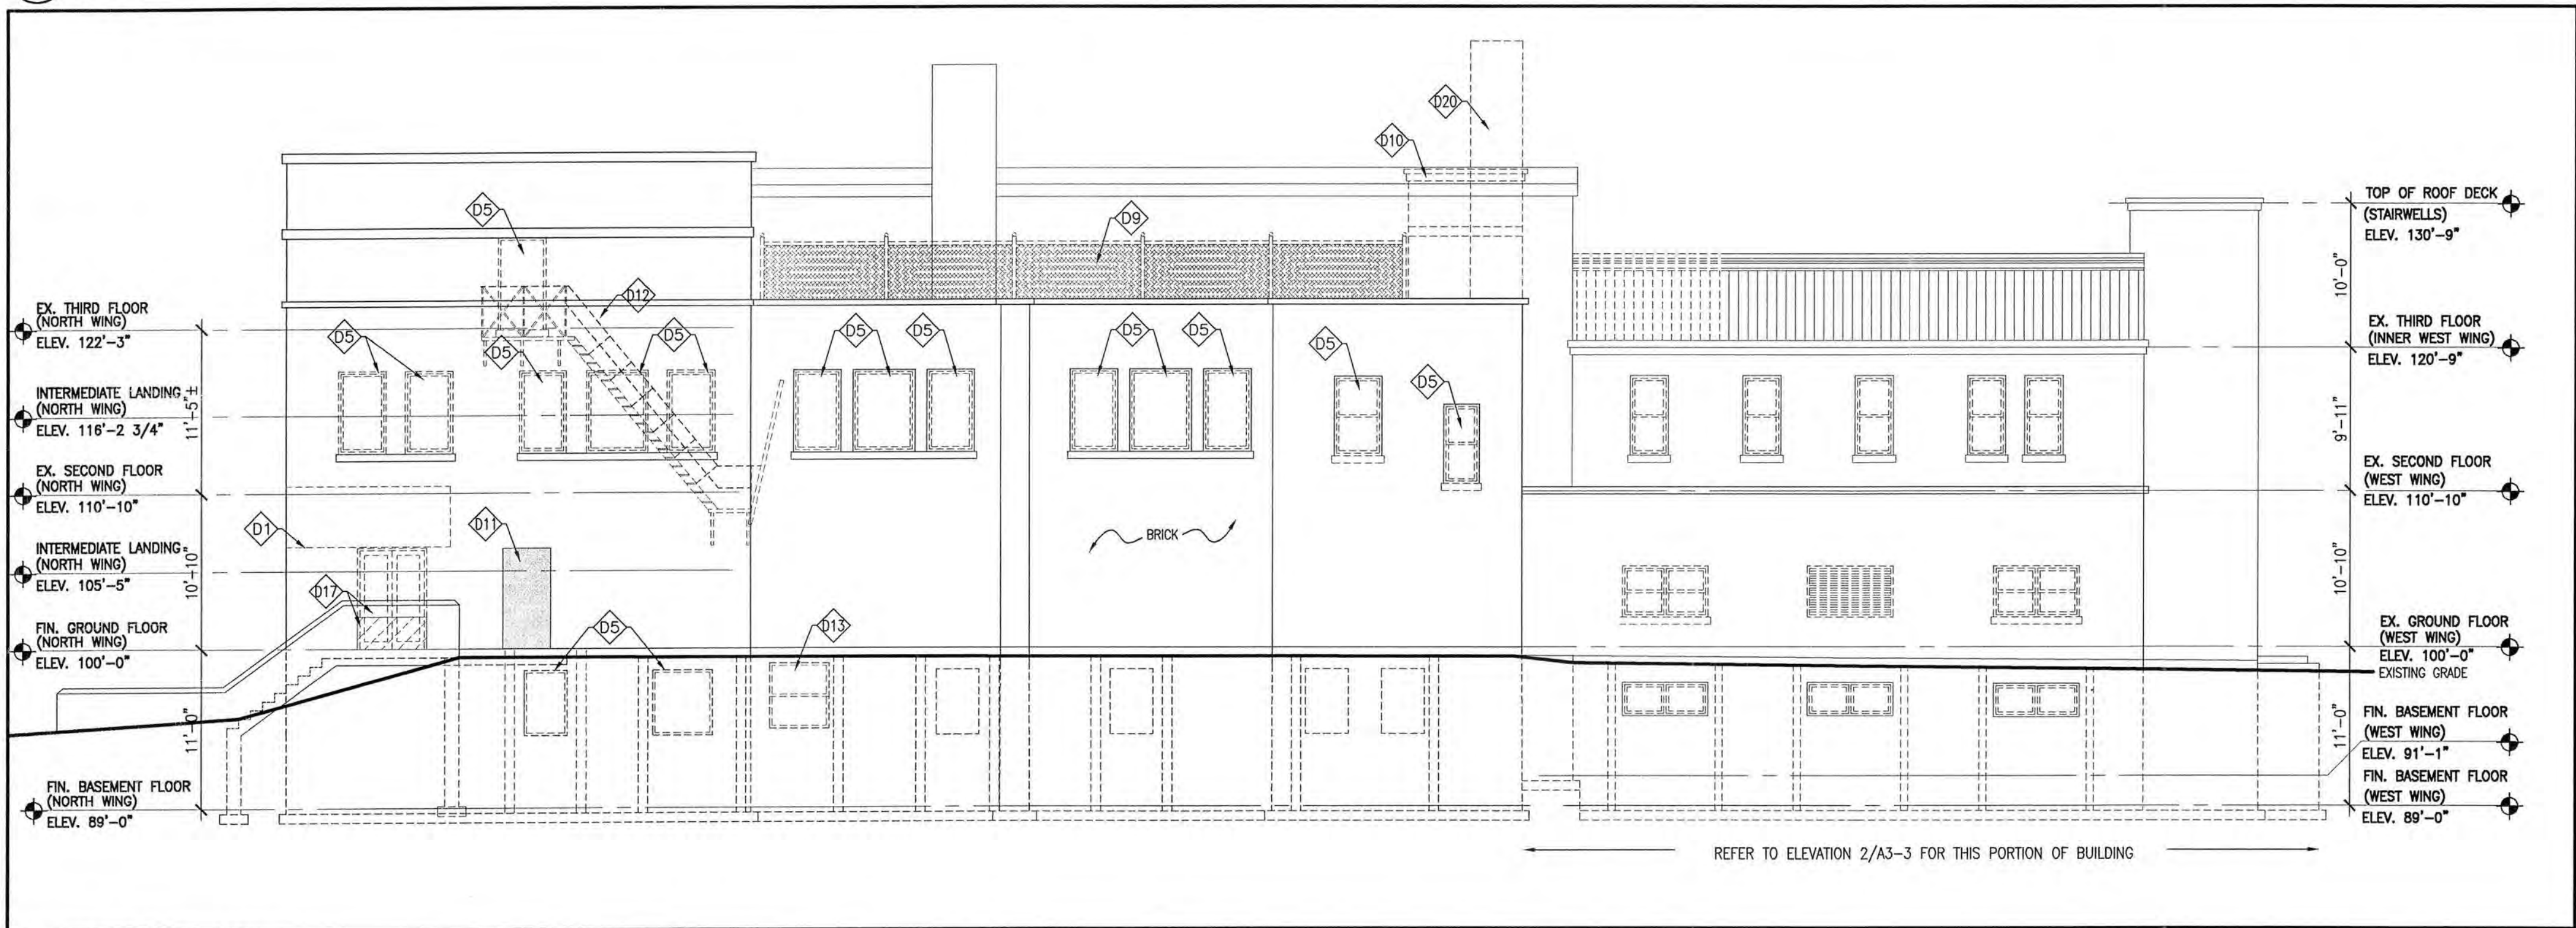 D20
D10
D5
D9
D12
D5
D5
D5
D5
D5
D5
D5
D5
D5
D1
D11
BRICK
D17
D5
D13
EX. THIRD FLOOR
(NORTH WING)
ELEV. 122'-3"
11'-5"±
INTERMEDIATE LANDING
(NORTH WING)
ELEV. 116'-2 3/4"
EX. SECOND FLOOR
(NORTH WING)
ELEV. 110'-10"
10'-10"
INTERMEDIATE LANDING
(NORTH WING)
ELEV. 105'-5"
FIN. GROUND FLOOR
(NORTH WING)
ELEV. 100'-0"
11'-0"
FIN. BASEMENT FLOOR
(NORTH WING)
ELEV. 89'-0"
TOP OF ROOF DECK
(STAIRWELLS)
ELEV. 130'-9"
10'-0"
EX. THIRD FLOOR
(INNER WEST WING)
ELEV. 120'-9"
9'-11"
EX. SECOND FLOOR
(WEST WING)
ELEV. 110'-10"
10'-10"
EX. GROUND FLOOR
(WEST WING)
ELEV. 100'-0"
EXISTING GRADE
11'-0"
FIN. BASEMENT FLOOR
(WEST WING)
ELEV. 91'-1"
FIN. BASEMENT FLOOR
(WEST WING)
ELEV. 89'-0"
REFER TO ELEVATION 2/A3-3 FOR THIS PORTION OF BUILDING